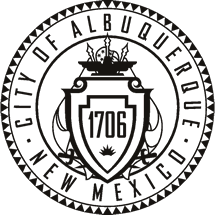 · CITY OF ALBUQUERQUE ·
1706
NEW MEXICO